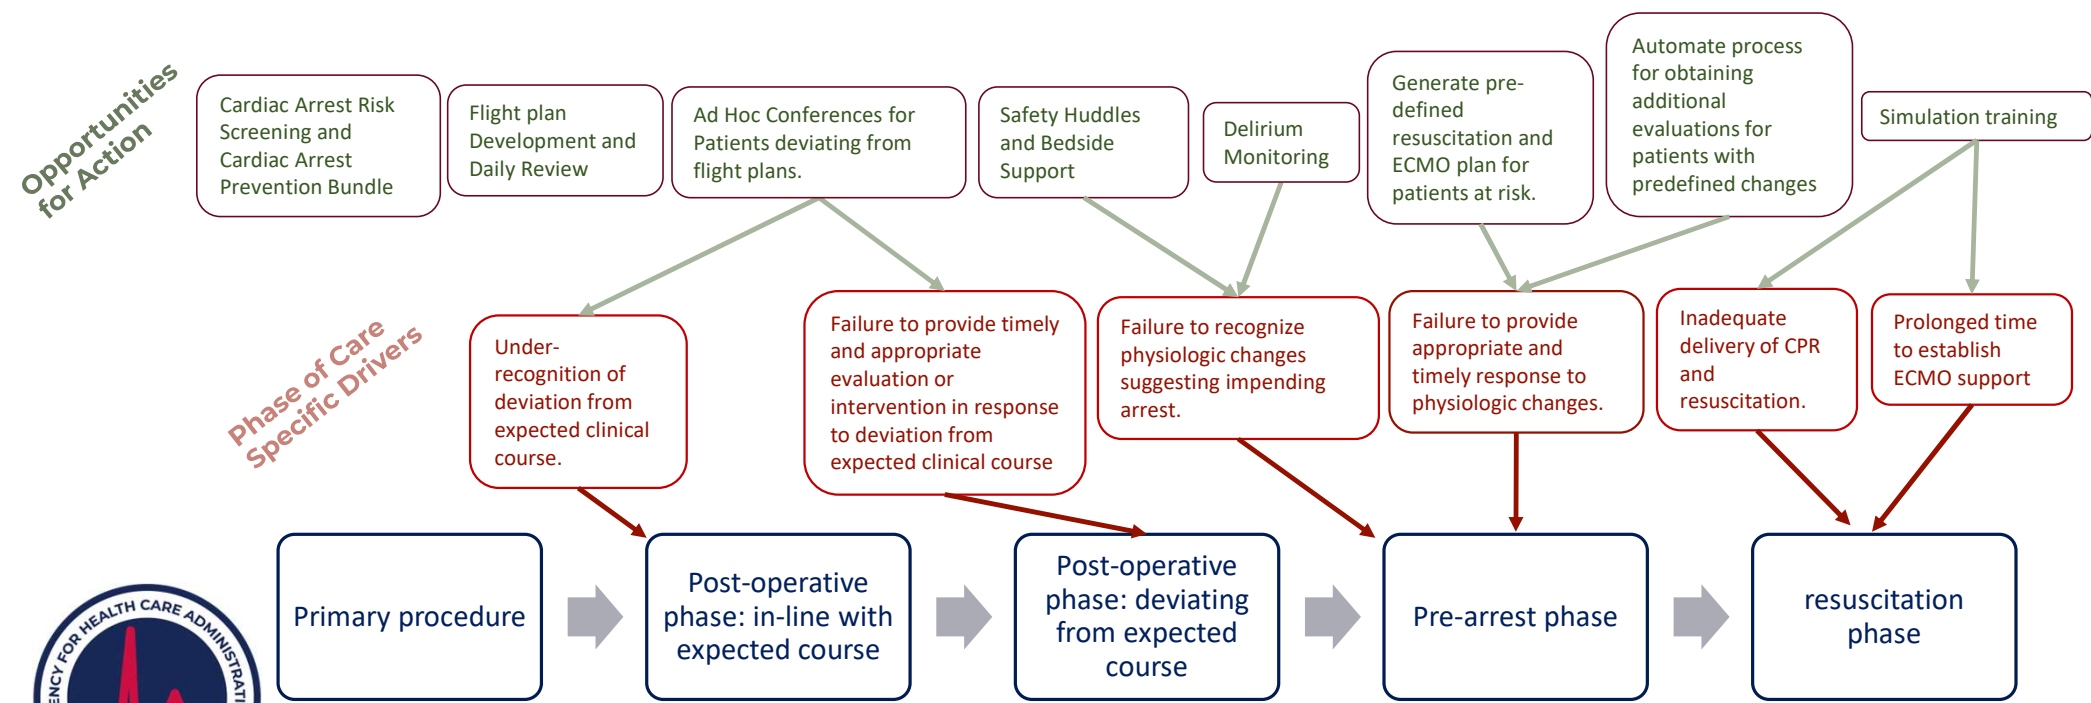 Opportunities
for Action
Cardiac Arrest Risk
Screening and
Cardiac Arrest
Prevention Bundle
Flight plan
Development and
Daily Review
Ad Hoc Conferences for
Patients deviating from
flight plans.
Safety Huddles
and Bedside
Support
Delirium
Monitoring
Generate pre-
defined
resuscitation and
ECMO plan for
patients at risk.
Automate process
for obtaining
additional
evaluations for
patients with
predefined changes
Simulation training
Phase of Care
Specific Drivers
Under-
recognition of
deviation from
expected clinical
course.
Failure to provide timely
and appropriate
evaluation or
intervention in response
to deviation from
expected clinical course
Failure to recognize
physiologic changes
suggesting impending
arrest.
Failure to provide
appropriate and
timely response to
physiologic changes.
Inadequate
delivery of CPR
and
resuscitation.
Prolonged time
to establish
ECMO support
Primary procedure
Post-operative
phase: in-line with
expected course
Post-operative
phase: deviating
from expected
course
Pre-arrest phase
resuscitation
phase
FOR HEALTH CARE